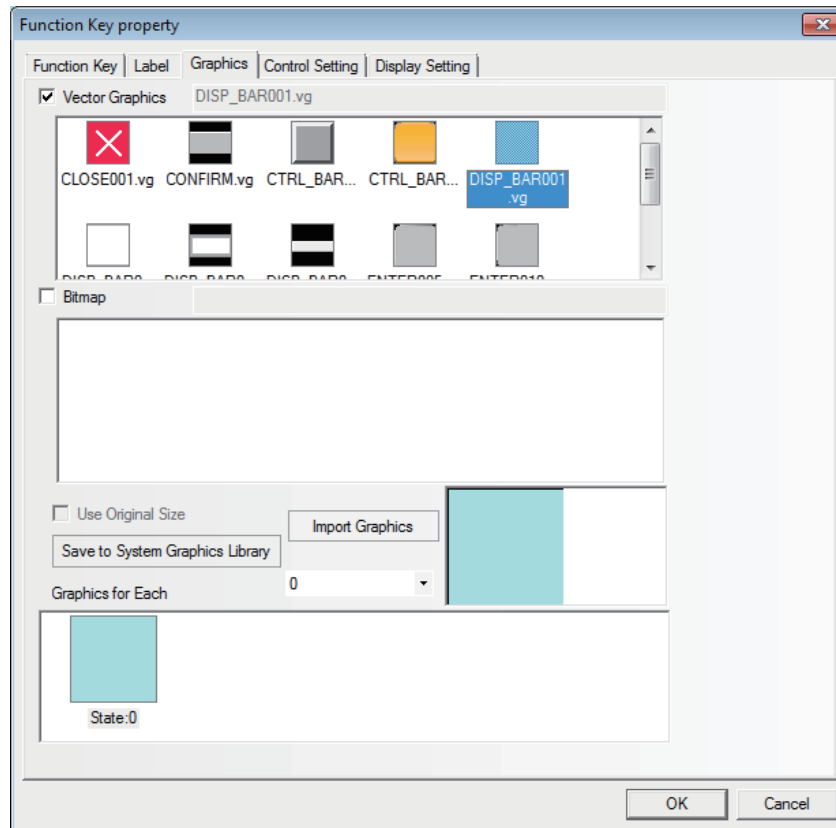 Function Key property
Function Key Label Graphics Control Setting Display Setting
Vector Graphics DISP_BAR001.vg
CLOSE001.vg CONFIRM.vg CTRL_BAR... CTRL_BAR... DISP_BAR001
.vg
Bitmap
Use Original Size
Import Graphics
Save to System Graphics Library
0
Graphics for Each
State:0
OK Cancel